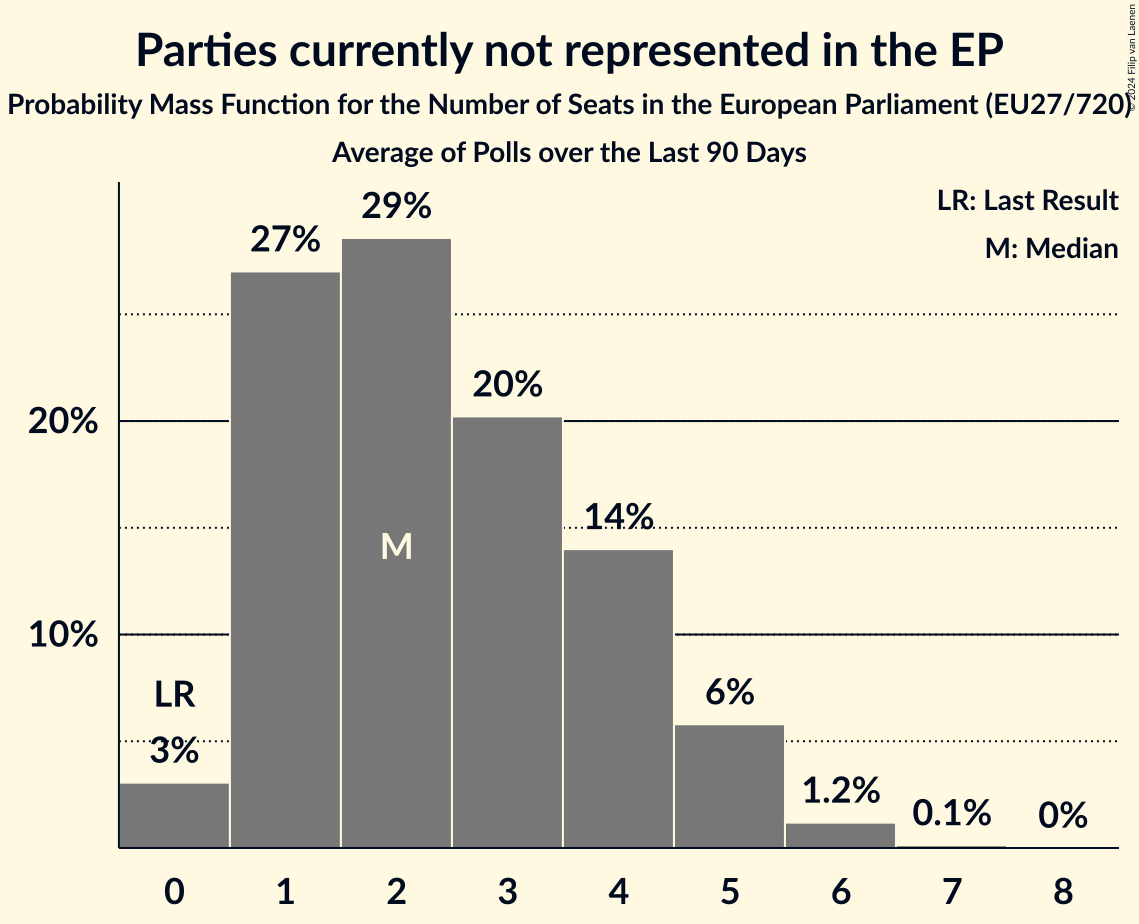 Parties currently not represented in the EP
Probability Mass Function for the Number of Seats in the European Parliament (EU27/720)
Average of Polls over the Last 90 Days
© 2024 Filip van Laenen
LR: Last Result
M: Median
29%
27%
20%
20%
14%
M
10%
LR
6%
3%
1.2%
0.1%
0%
0 1 2 3 4 5 6 7 8